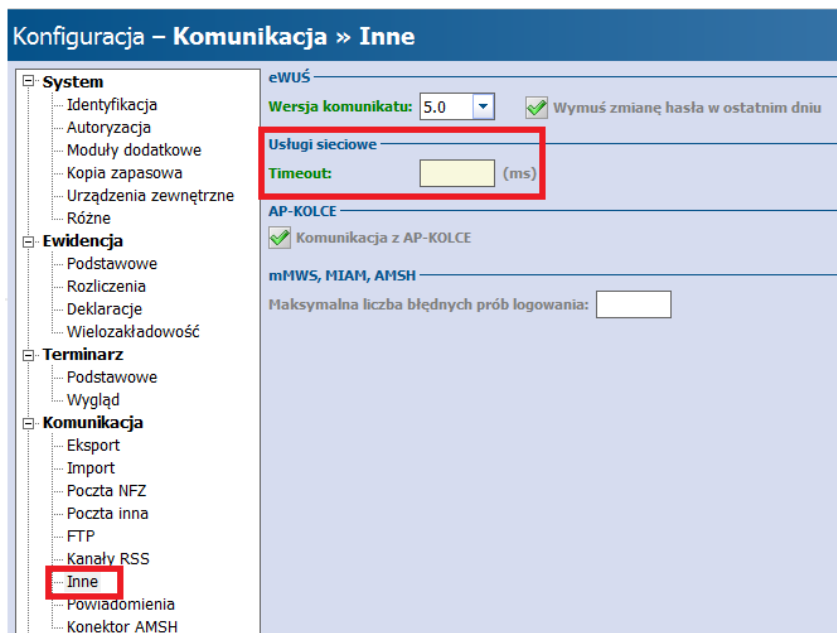 Konfiguracja – Komunikacja » Inne
System
Identyfikacja
Autoryzacja
Moduły dodatkowe
Kopia zapasowa
Urządzenia zewnętrzne
Różne
Ewidencja
Podstawowe
Rozliczenia
Deklaracje
Wielozakładowość
Terminarz
Podstawowe
Wygląd
Komunikacja
Eksport
Import
Poczta NFZ
Poczta inna
FTP
Kanały RSS
Inne
Powiadomienia
Konektor AMSH
eWUŚ
Wersja komunikatu: 5.0 Wymuś zmianę hasła w ostatnim dniu
Usługi sieciowe
Timeout: (ms)
AP-KOLCE
Komunikacja z AP-KOLCE
mMWS, MIAM, AMSH
Maksymalna liczba błędnych prób logowania: